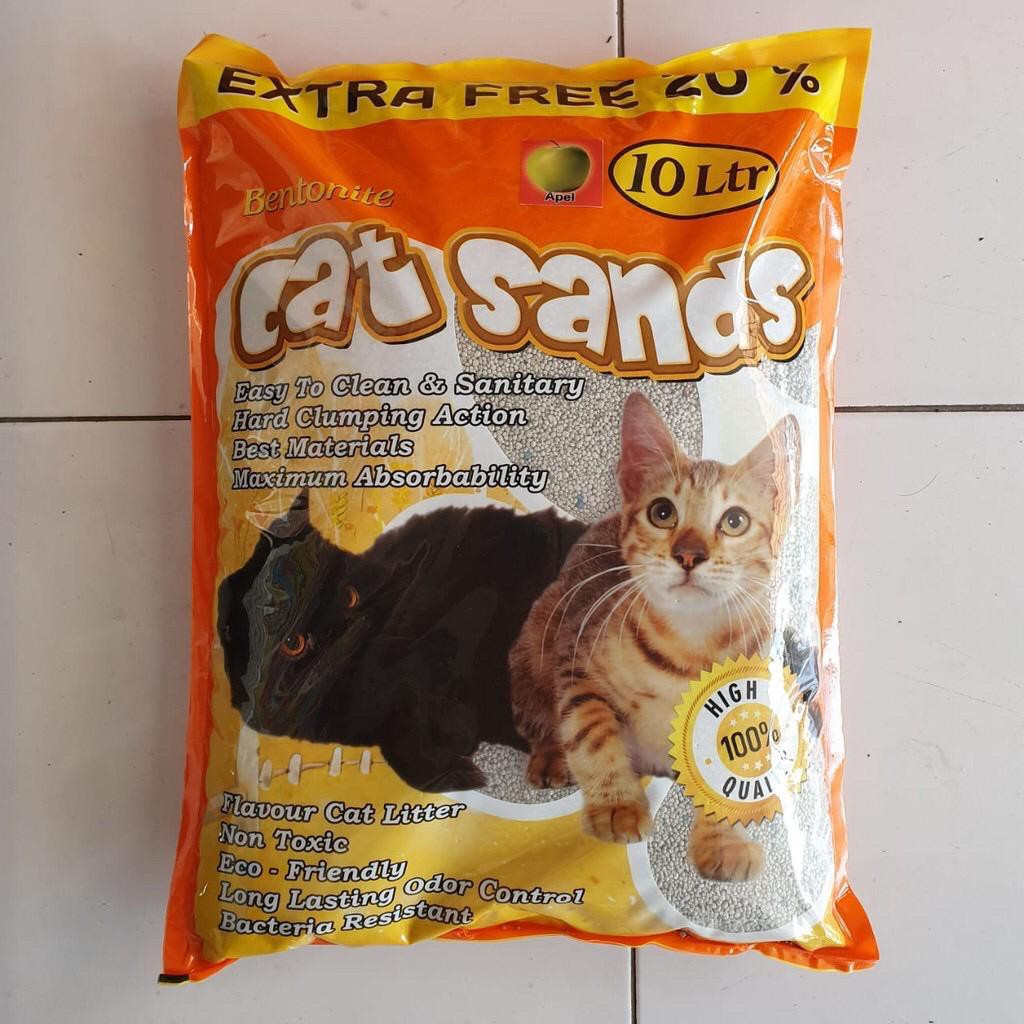 EXTRA FREE 20 %
Apel
10 Ltr
Bentonite
cat sands
Easy To Clean & Sanitary
Hard Clumping Action
Best Materials
Maximum Absorbability
HIGH
100%
Flavour Cat Litter
Non Toxic
Eco - Friendly
Long Lasting Odor Control
Bacteria Resistant